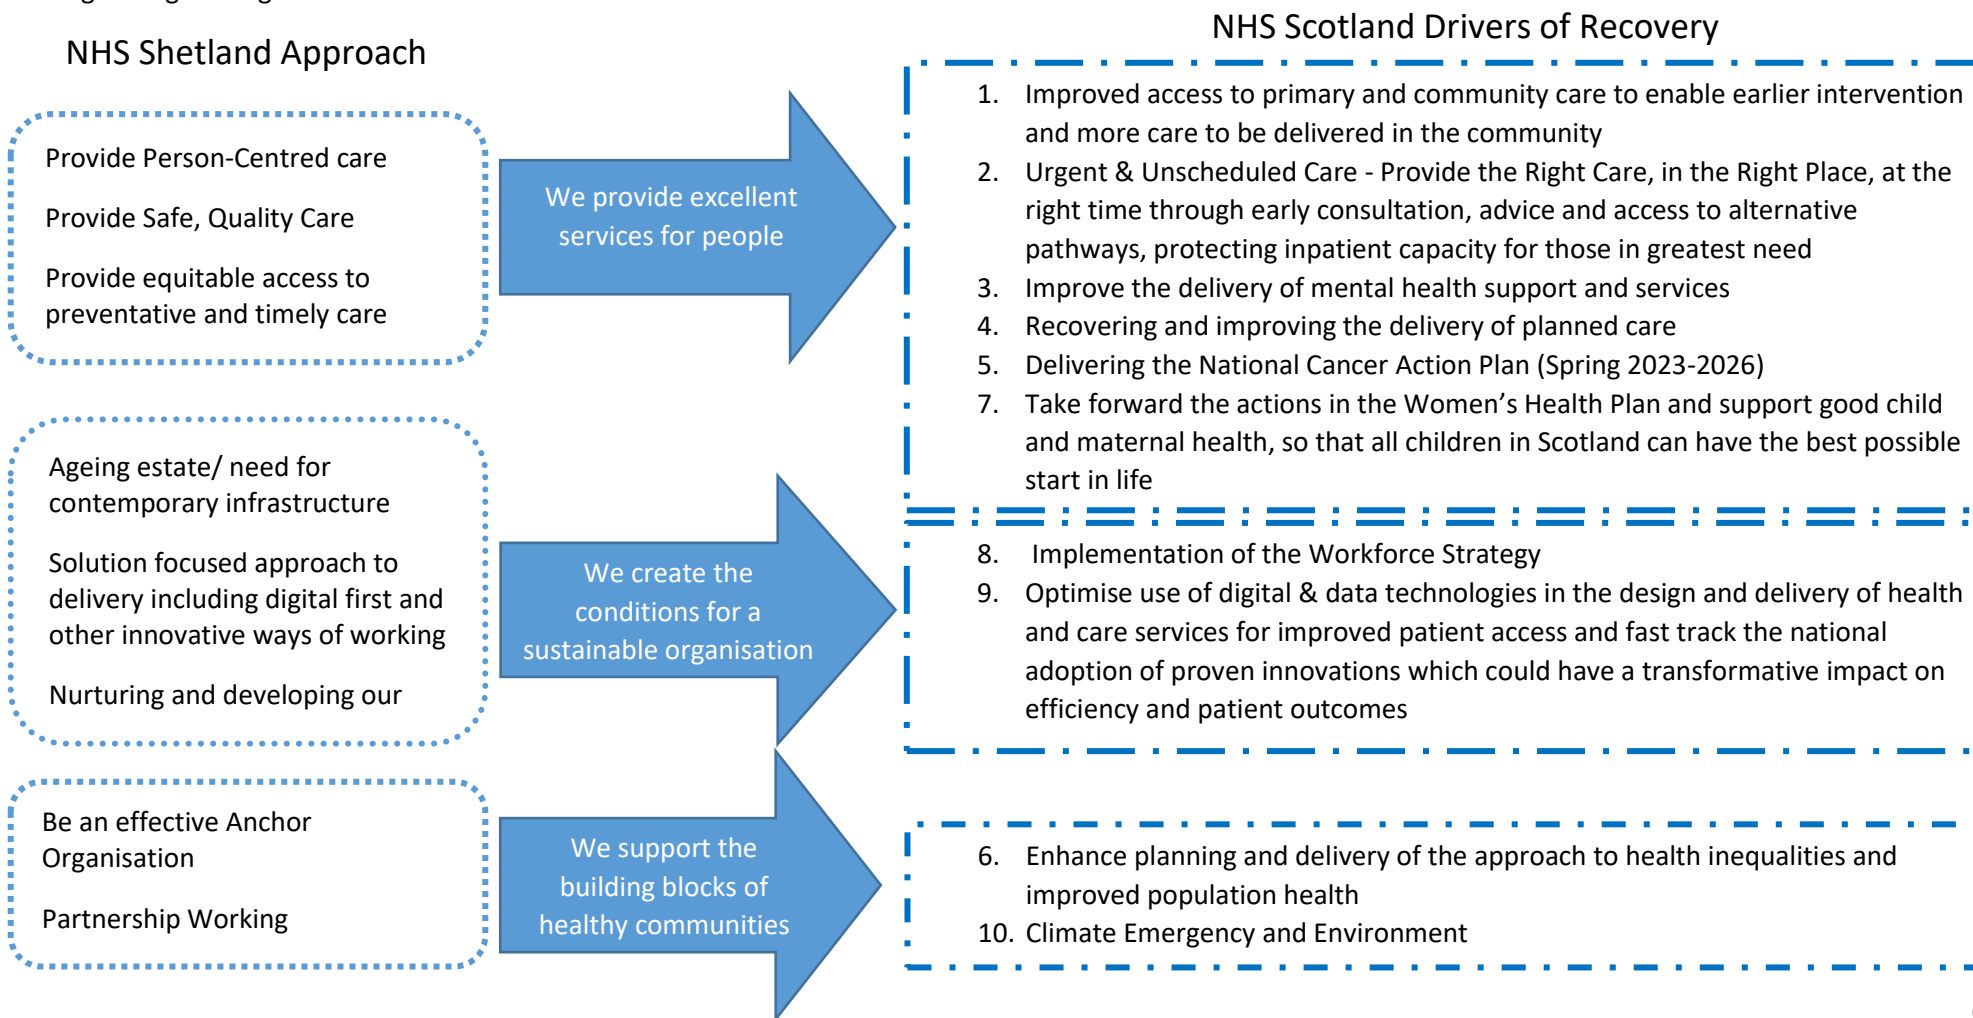 NHS Shetland Approach
NHS Scotland Drivers of Recovery
Provide Person-Centred care
Provide Safe, Quality Care
Provide equitable access to
preventative and timely care
We provide excellent
services for people
1. Improved access to primary and community care to enable earlier intervention
and more care to be delivered in the community
2. Urgent & Unscheduled Care - Provide the Right Care, in the Right Place, at the
right time through early consultation, advice and access to alternative
pathways, protecting inpatient capacity for those in greatest need
3. Improve the delivery of mental health support and services
4. Recovering and improving the delivery of planned care
5. Delivering the National Cancer Action Plan (Spring 2023-2026)
7. Take forward the actions in the Women’s Health Plan and support good child
and maternal health, so that all children in Scotland can have the best possible
start in life
Ageing estate/ need for
contemporary infrastructure
Solution focused approach to
delivery including digital first and
other innovative ways of working
Nurturing and developing our
We create the
conditions for a
sustainable organisation
8. Implementation of the Workforce Strategy
9. Optimise use of digital & data technologies in the design and delivery of health
and care services for improved patient access and fast track the national
adoption of proven innovations which could have a transformative impact on
efficiency and patient outcomes
Be an effective Anchor
Organisation
Partnership Working
We support the
building blocks of
healthy communities
6. Enhance planning and delivery of the approach to health inequalities and
improved population health
10. Climate Emergency and Environment